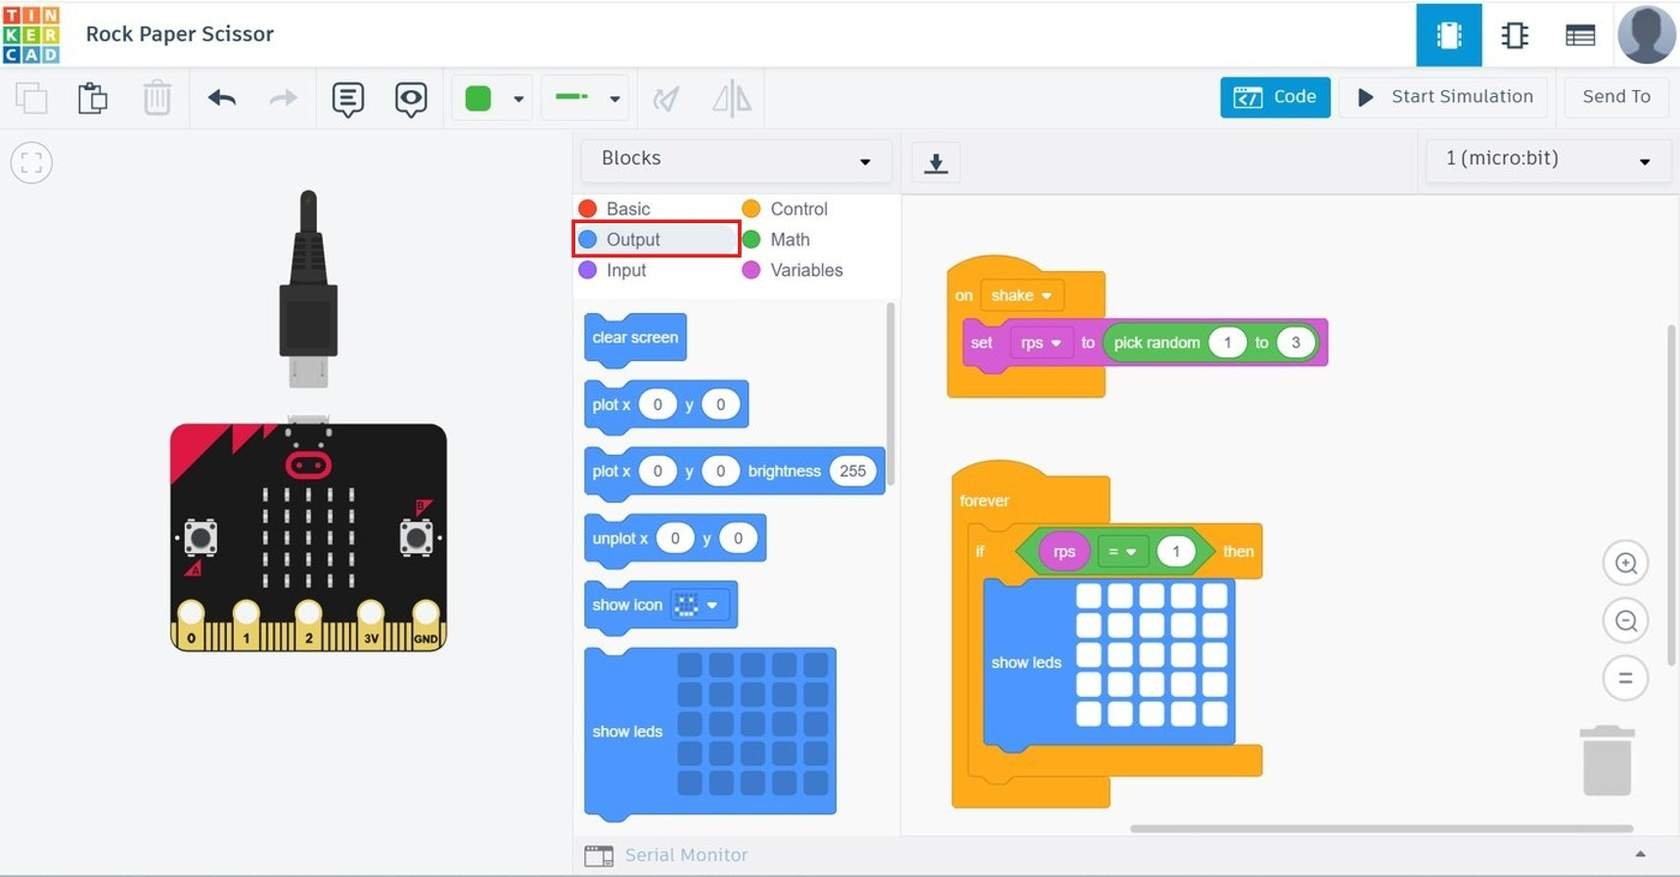 TIN
KER
CAD
Rock Paper Scissor
Code
Start Simulation
Send To
Blocks
1 (micro:bit)
Basic
Control
Output
Math
Input
Variables
clear screen
plot x 0 y 0
plot x 0 y 0 brightness 255
unplot x 0 y 0
show icon
show leds
on shake
set rps to pick random 1 to 3
forever
if rps = 1 then
show leds
B
A
0 1 2 3V GND
Serial Monitor